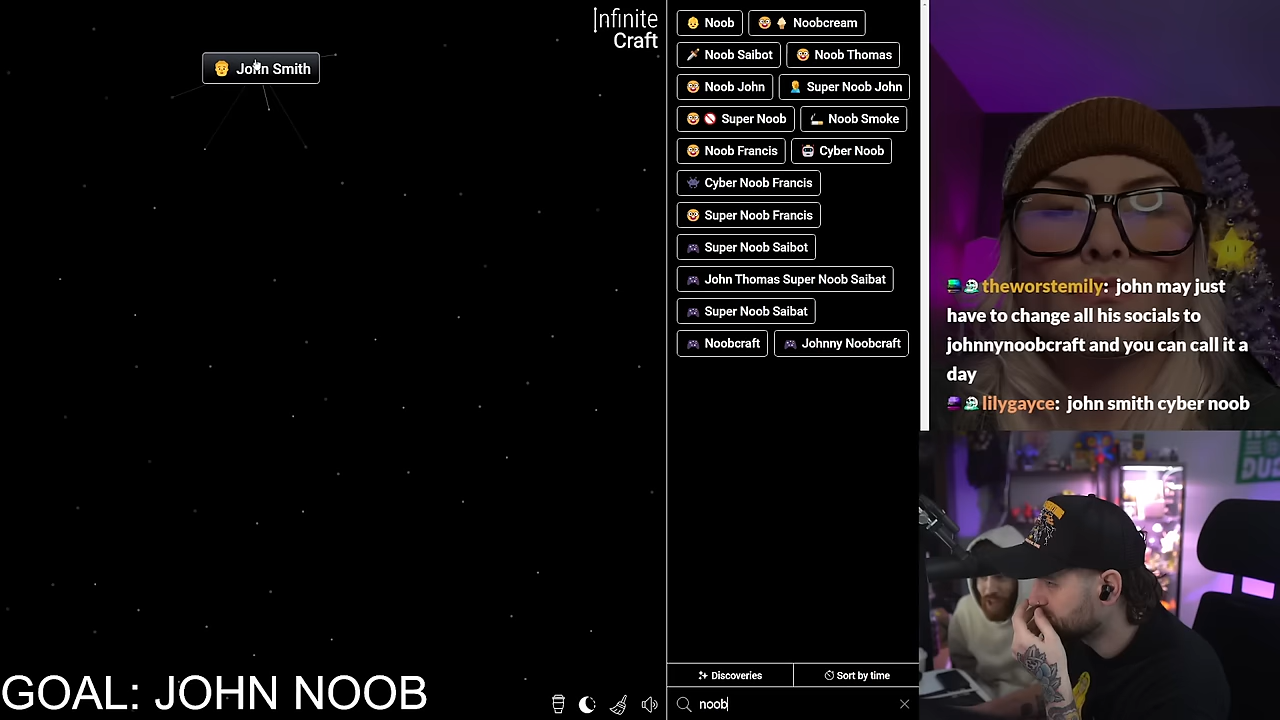 John Smith
Infinite
Craft
Noob
Noobcream
Noob Saibot
Noob Thomas
Noob John
Super Noob John
Super Noob
Noob Smoke
Noob Francis
Cyber Noob
Cyber Noob Francis
Super Noob Francis
Super Noob Saibot
John Thomas Super Noob Saibat
Super Noob Saibat
Noobcraft
Johnny Noobcraft
Discoveries
Sort by time
noob
theworstemily: john may just
have to change all his socials to
johnnynoobcraft and you can call it a
day
lilygayce: john smith cyber noob
GOAL: JOHN NOOB